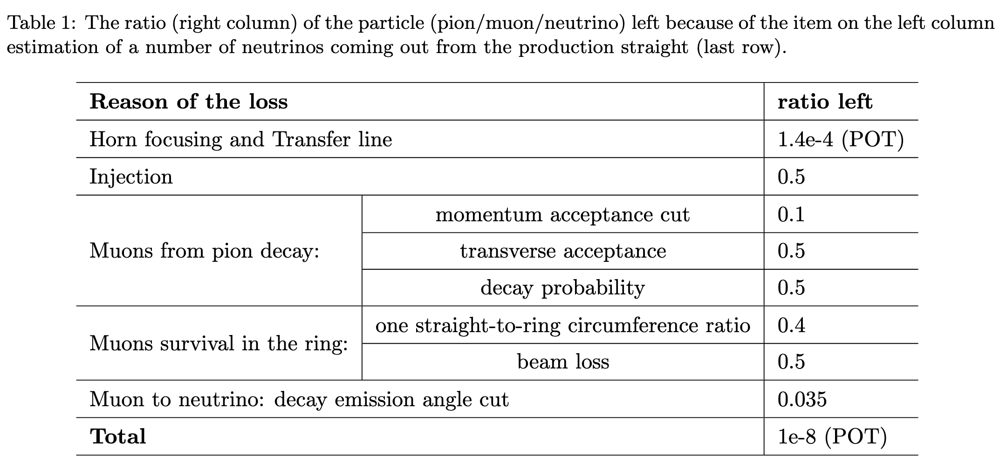 Table 1: The ratio (right column) of the particle (pion/muon/neutrino) left because of the item on the left column
estimation of a number of neutrinos coming out from the production straight (last row).
Reason of the loss ratio left
Horn focusing and Transfer line 1.4e-4 (POT)
Injection 0.5
Muons from pion decay:
momentum acceptance cut 0.1
transverse acceptance 0.5
decay probability 0.5
Muons survival in the ring:
one straight-to-ring circumference ratio 0.4
beam loss 0.5
Muon to neutrino: decay emission angle cut 0.035
Total 1e-8 (POT)